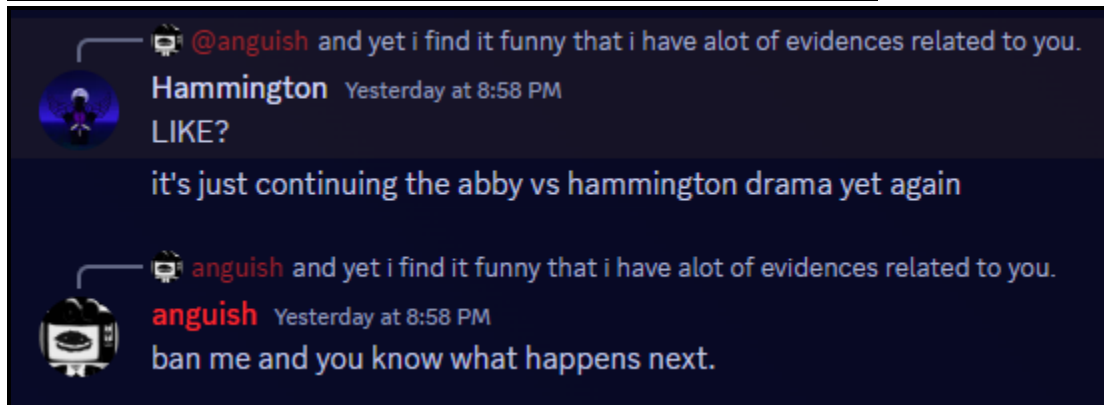 @anguish and yet i find it funny that i have alot of evidences related to you.
Hammington Yesterday at 8:58 PM
LIKE?
it's just continuing the abby vs hammington drama yet again
anguish and yet i find it funny that i have alot of evidences related to you.
anguish Yesterday at 8:58 PM
ban me and you know what happens next.